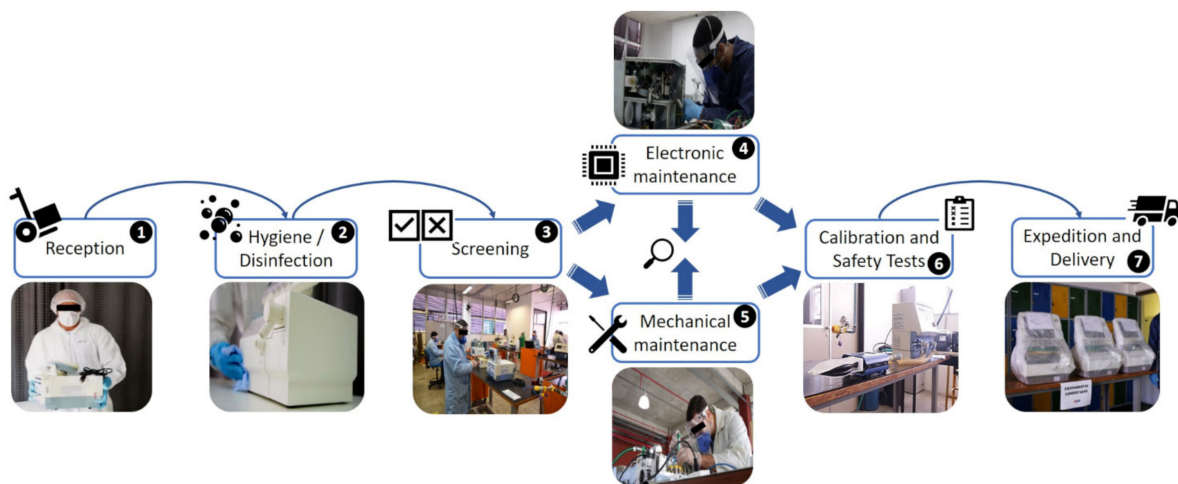 1
Reception
2
Hygiene /
Disinfection
3
Screening
4
Electronic
maintenance
5
Mechanical
maintenance
Calibration and
Safety Tests 6
Expedition and
Delivery 7